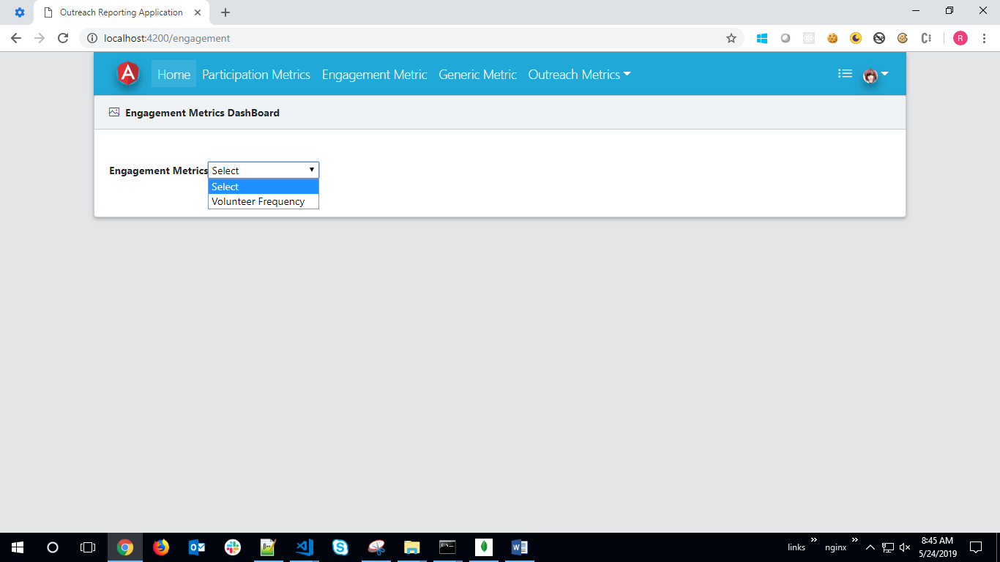 Outreach Reporting Application
localhost:4200/engagement
R
Home Participation Metrics Engagement Metric Generic Metric Outreach Metrics
Engagement Metrics DashBoard
Engagement Metrics Select
Select
Volunteer Frequency
links » nginx » 8:45 AM
5/24/2019